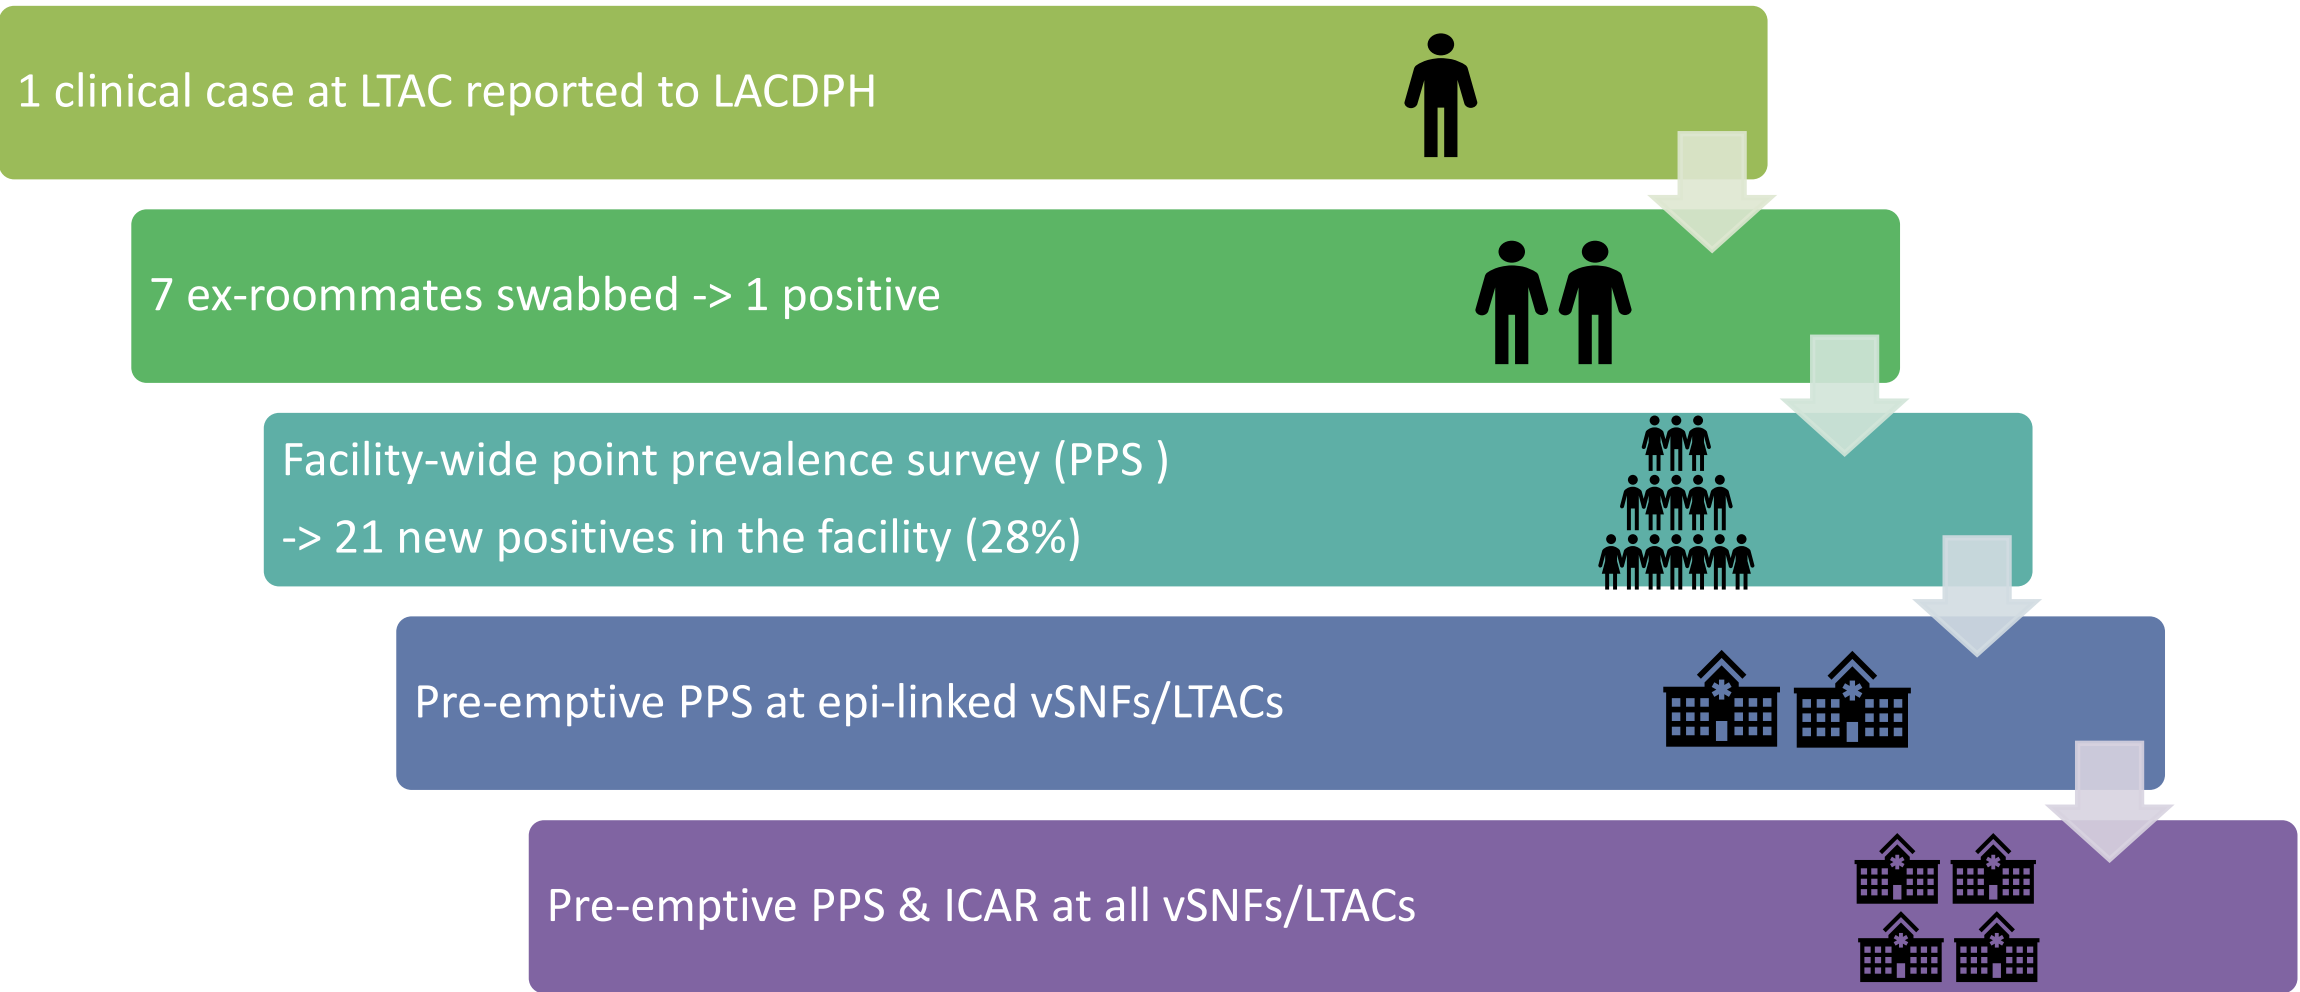 1 clinical case at LTAC reported to LACDPH
7 ex-roommates swabbed -> 1 positive
Facility-wide point prevalence survey (PPS )
-> 21 new positives in the facility (28%)
Pre-emptive PPS at epi-linked vSNFs/LTACs
Pre-emptive PPS & ICAR at all vSNFs/LTACs